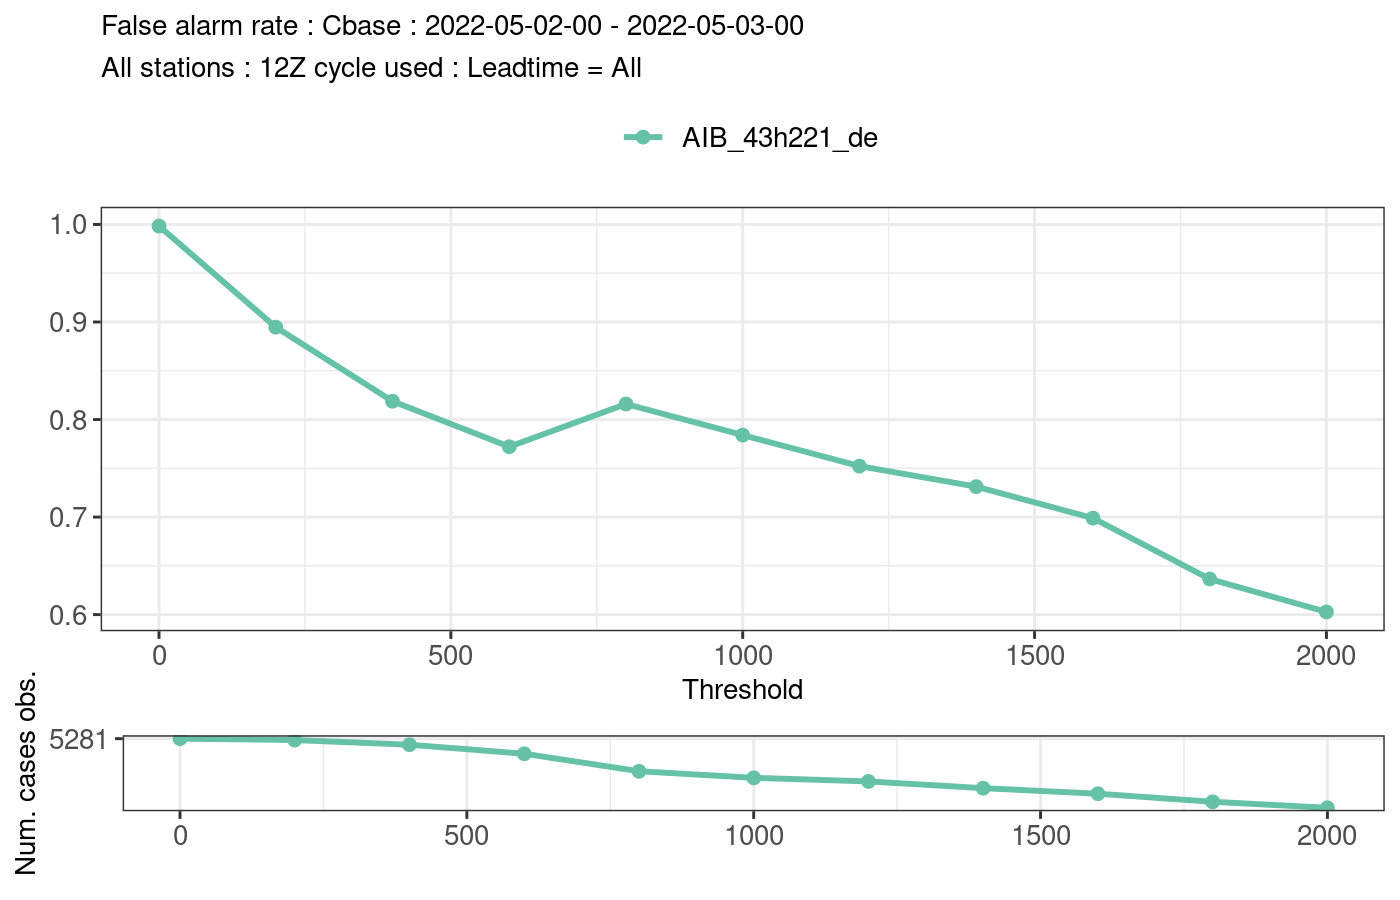 False alarm rate : Cbase : 2022-05-02-00 - 2022-05-03-00
All stations : 12Z cycle used : Leadtime = All
AIB_43h221_de
1.0
0.9
0.8
0.7
0.6
0 500 1000 1500 2000
Threshold
Num. cases obs.
5281
0 500 1000 1500 2000